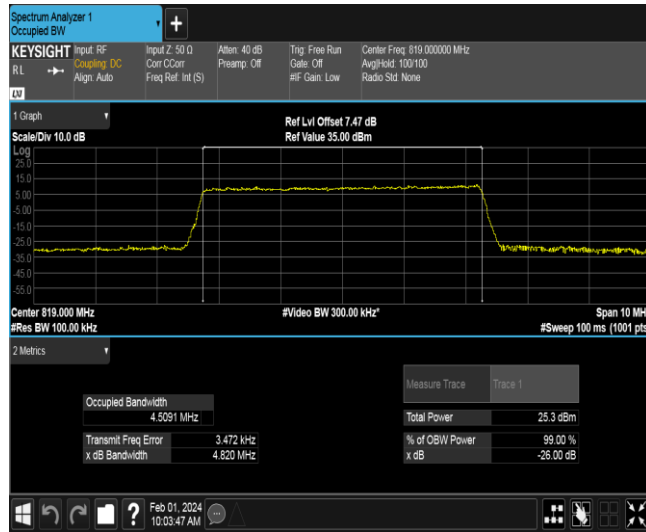 Spectrum Analyzer 1
Occupied BW
+
KEYSIGHT
RL
LXI
Input: RF
Coupling: DC
Align: Auto
Input Z: 50 Ω
Corr CCorr
Freq Ref: Int (S)
Atten: 40 dB
Preamp: Off
Trig: Free Run
Gate: Off
#IF Gain: Low
Center Freq: 819.000000 MHz
Avg|Hold: 100/100
Radio Std: None
1 Graph
Scale/Div 10.0 dB
Ref Lvl Offset 7.47 dB
Ref Value 35.00 dBm
Log
25.0
15.0
5.00
-5.00
-15.0
-25.0
-35.0
-45.0
-55.0
Center 819.000 MHz
#Res BW 100.00 kHz
#Video BW 300.00 kHz*
Span 10 MH
#Sweep 100 ms (1001 pts
2 Metrics
Measure Trace
Trace 1
Occupied Bandwidth
4.5091 MHz
Total Power 25.3 dBm
Transmit Freq Error 3.472 kHz
% of OBW Power 99.00 %
x dB Bandwidth 4.820 MHz
x dB -26.00 dB
?
Feb 01, 2024
10:03:47 AM